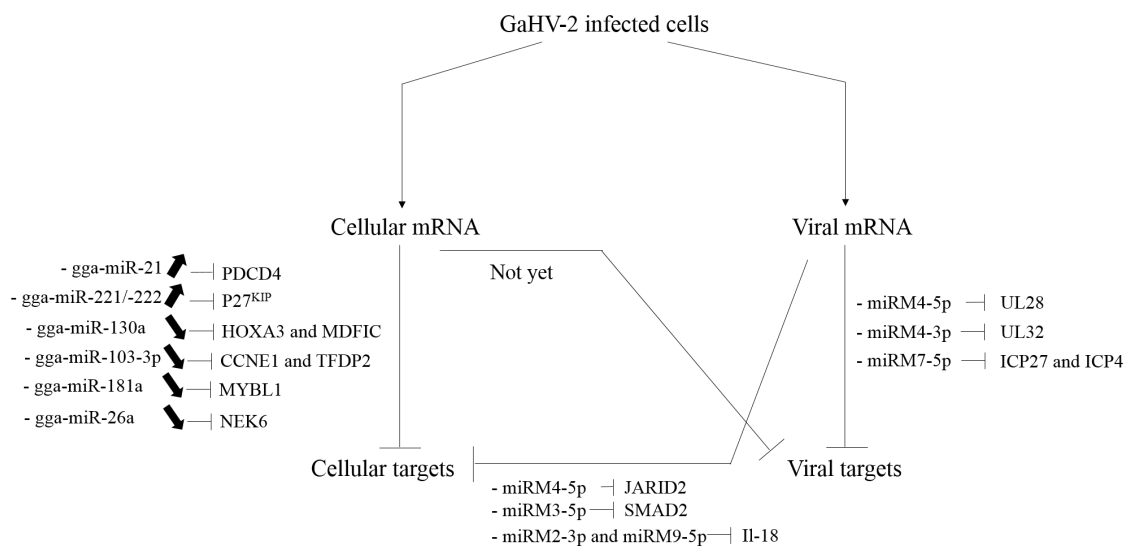 GaHV-2 infected cells
Cellular mRNA
Viral mRNA
Not yet
- gga-miR-21 PDCD4
- gga-miR-221/-222 P27KIP
- gga-miR-130a HOXA3 and MDFIC
- gga-miR-103-3p CCNE1 and TFDP2
- gga-miR-181a MYBL1
- gga-miR-26a NEK6
- miRM4-5p UL28
- miRM4-3p UL32
- miRM7-5p ICP27 and ICP4
Cellular targets
Viral targets
- miRM4-5p JARID2
- miRM3-5p SMAD2
- miRM2-3p and miRM9-5p Il-18